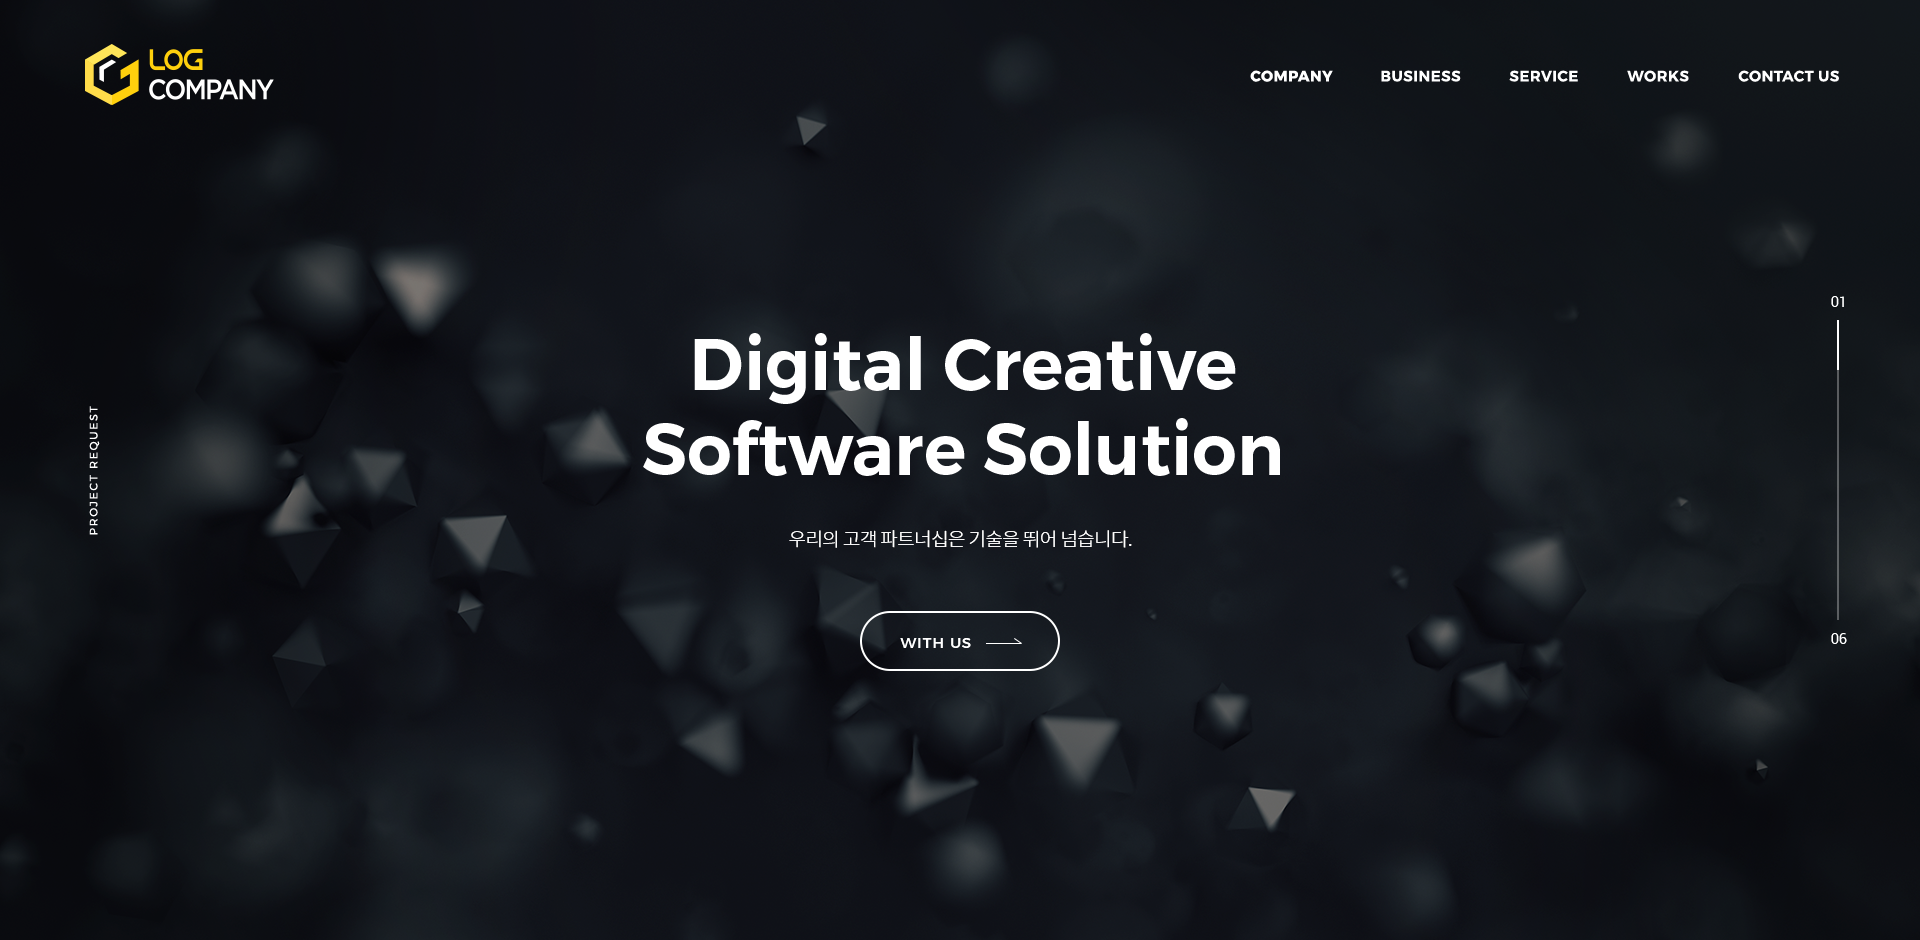 LOG
COMPANY
COMPANY
BUSINESS
SERVICE
WORKS
CONTACT US
01
Digital Creative
Software Solution
PROJECT REQUEST
우리의 고객 파트너십은 기술을 뛰어 넘습니다.
WITH US
06